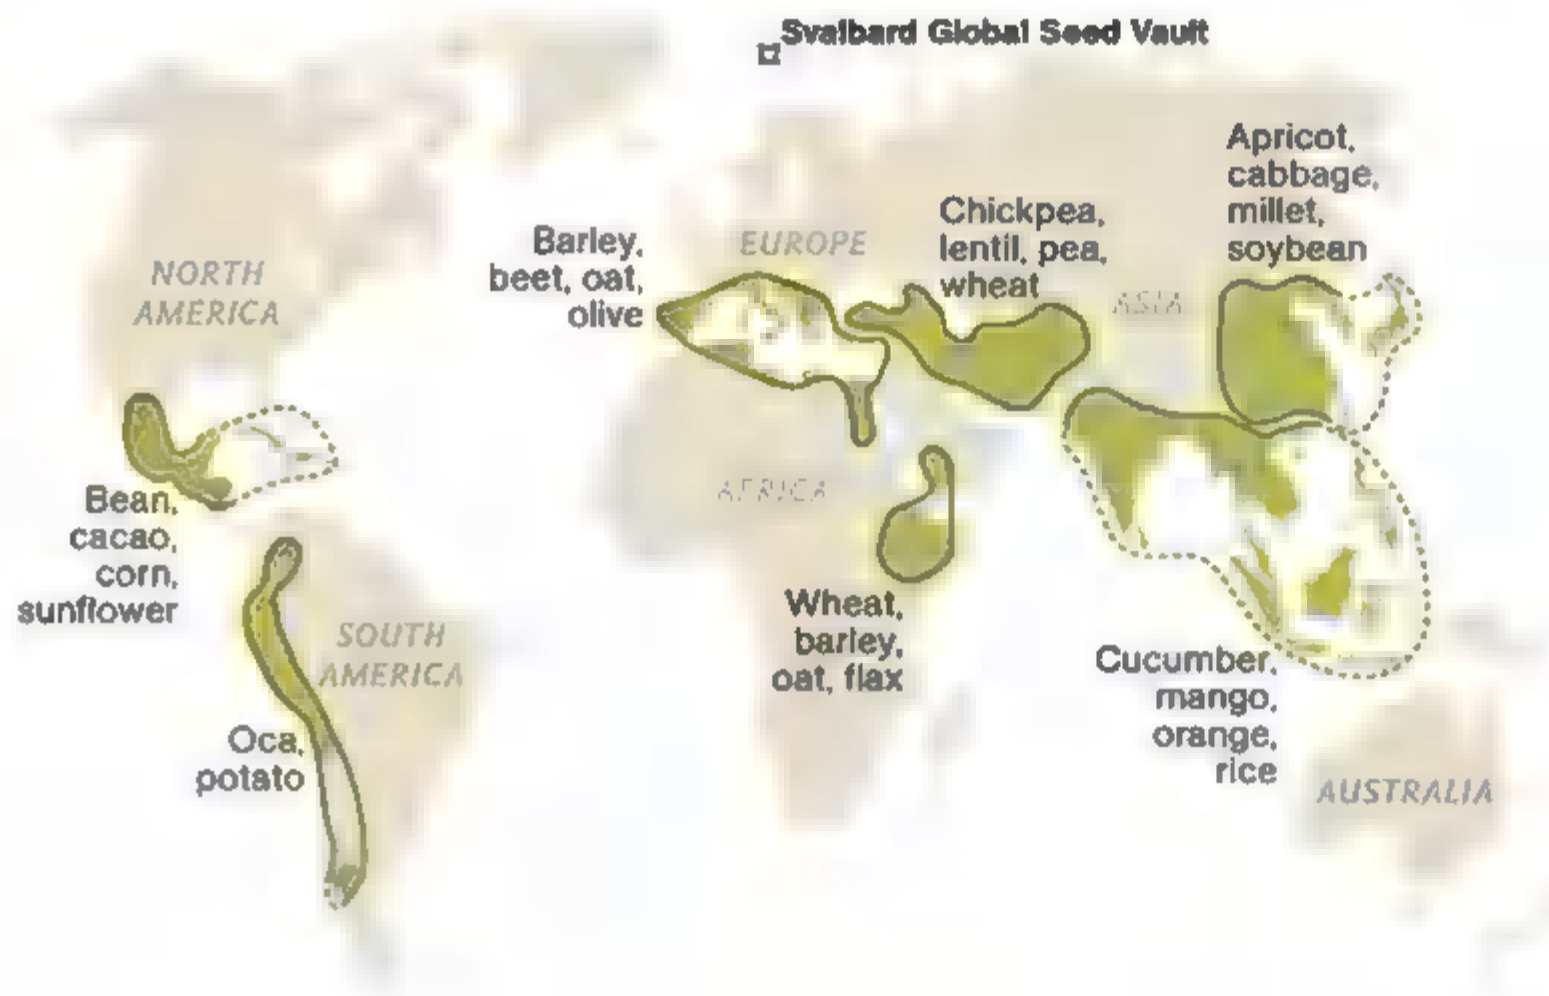 Svalbard Global Seed Vault
Apricot,
cabbage,
millet,
soybean
Chickpea,
lentil, pea,
wheat
Barley,
beet, oat,
olive
EUROPE
ASIA
NORTH
AMERICA
AFRICA
Bean,
cacao,
corn,
sunflower
Wheat,
barley,
oat, flax
SOUTH
AMERICA
Cucumber,
mango,
orange,
rice
Oca,
potato
AUSTRALIA